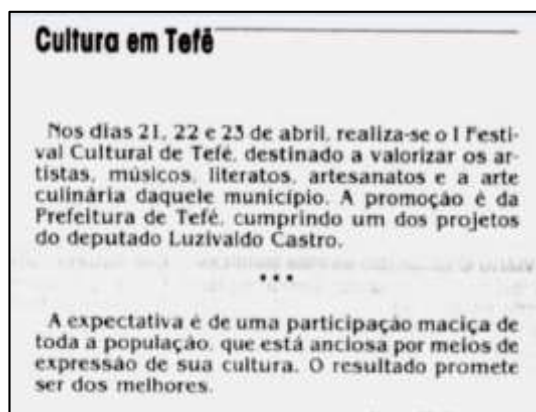 Cultura em Tefé
Nos dias 21, 22 e 23 de abril, realiza-se o I Festi-
val Cultural de Tefé, destinado a valorizar os ar-
tistas, músicos, literatos, artesanatos e a arte
culinária daquele município. A promoção é da
Prefeitura de Tefé, cumprindo um dos projetos
do deputado Luzivaldo Castro.
•••
A expectativa é de uma participação maciça de
toda a população, que está anciosa por meios de
expressão de sua cultura. O resultado promete
ser dos melhores.